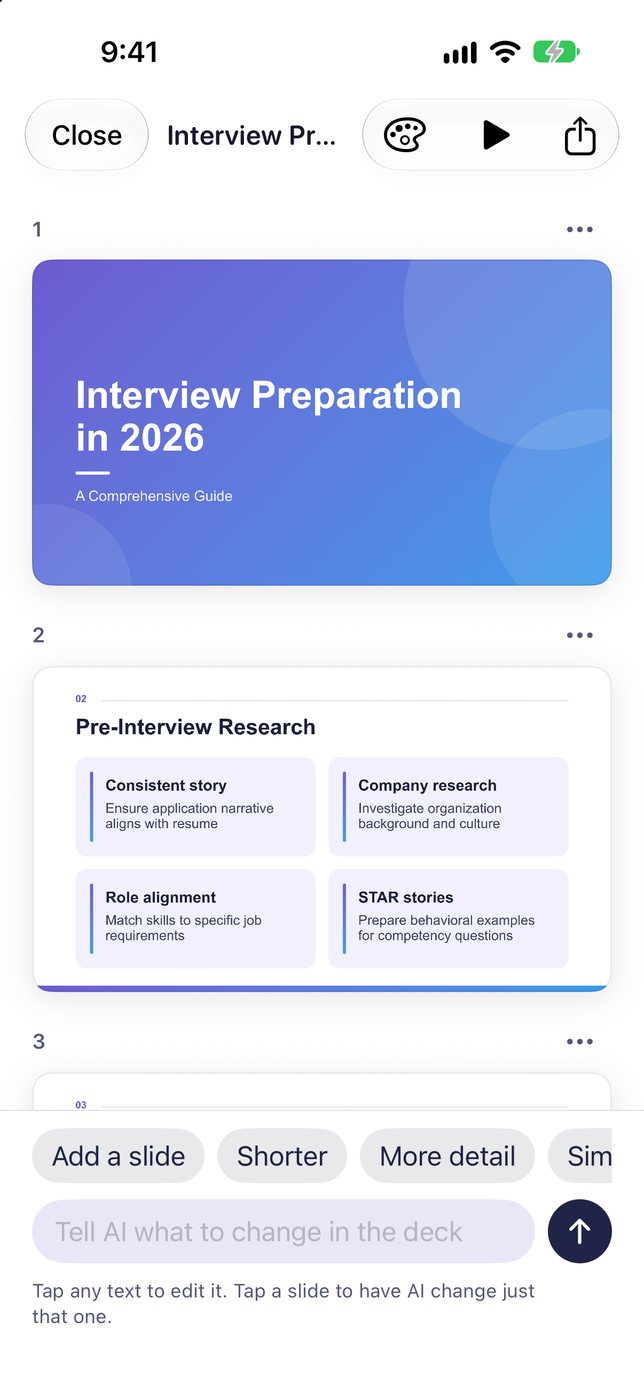 9:41
Close
Interview Pr...
1
Interview Preparation
in 2026
A Comprehensive Guide
2
02
Pre-Interview Research
Consistent story
Ensure application narrative
aligns with resume
Company research
Investigate organization
background and culture
Role alignment
Match skills to specific job
requirements
STAR stories
Prepare behavioral examples
for competency questions
3
03
Add a slide
Shorter
More detail
Sim
Tell AI what to change in the deck
Tap any text to edit it. Tap a slide to have AI change just
that one.